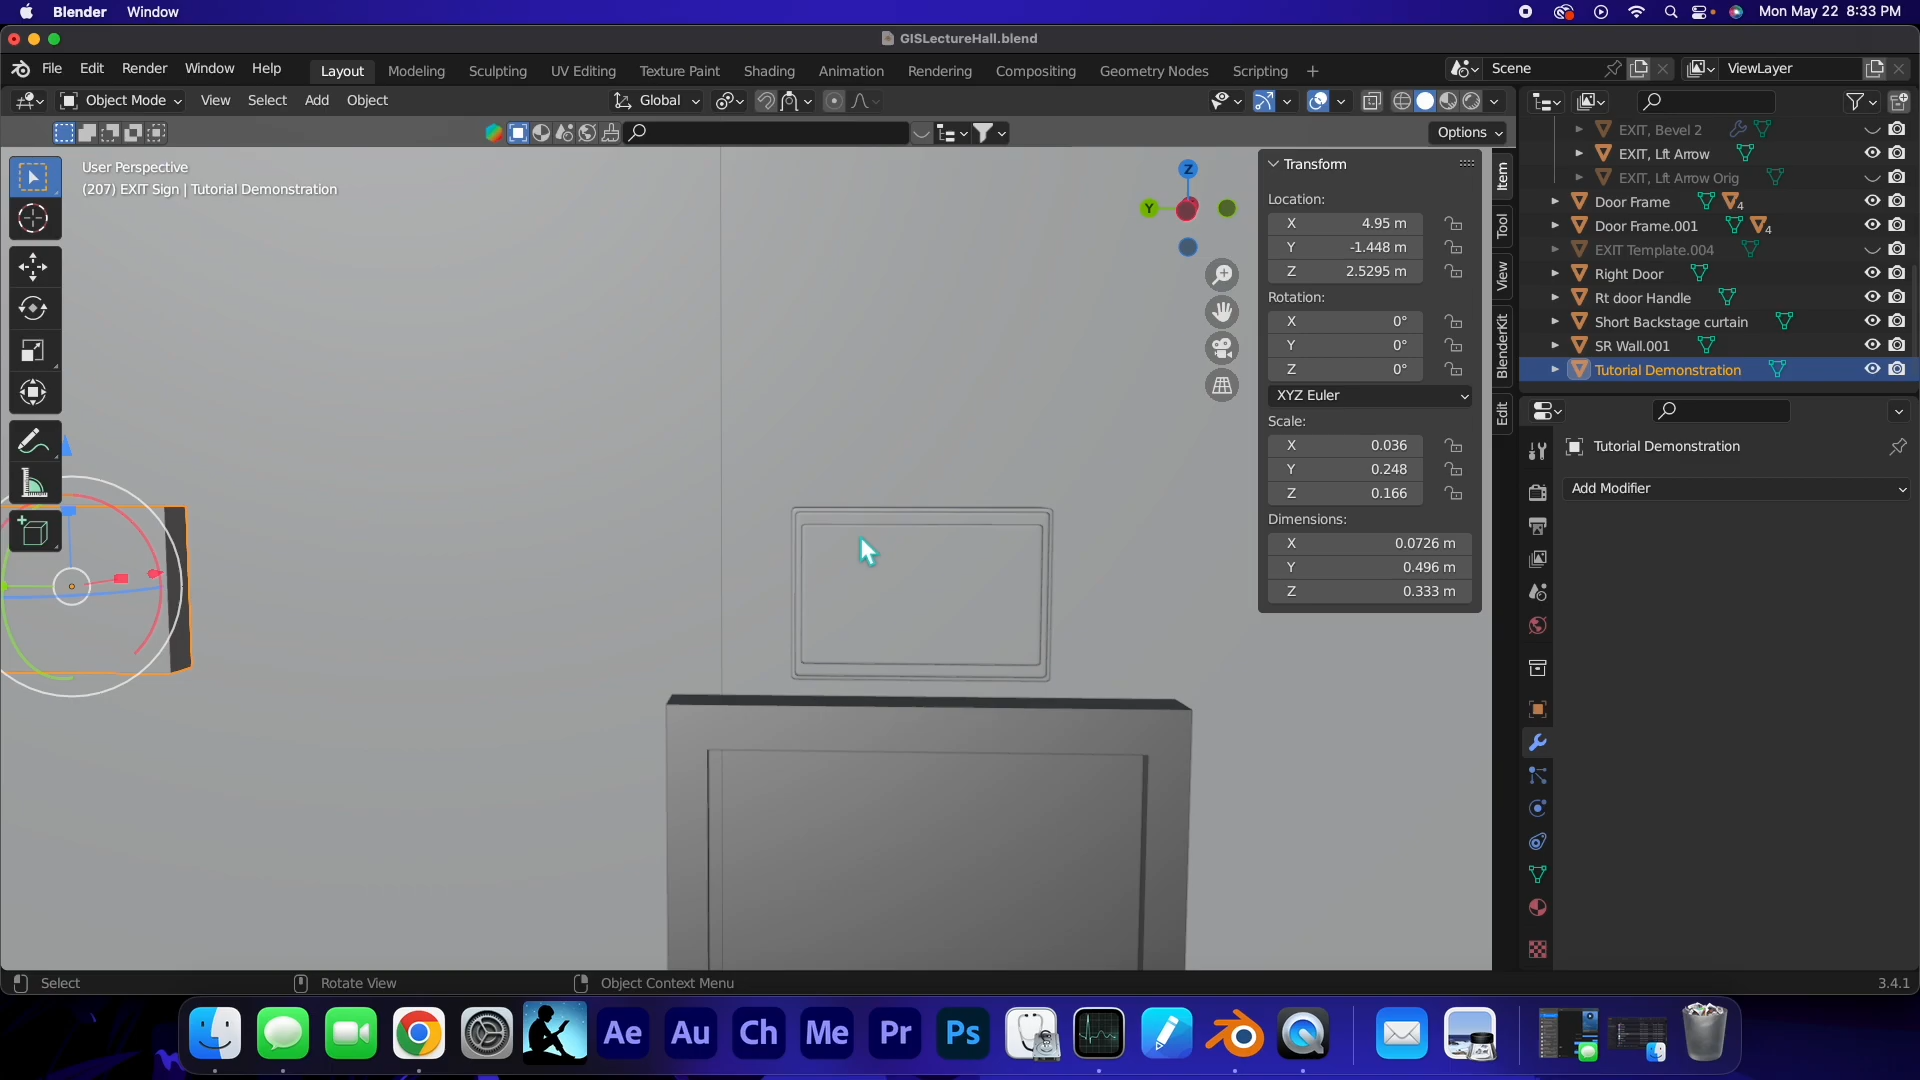 Blender Window Mon May 22 8:33 PM
GISLectureHall.blend
File Edit Render Window Help Layout Modeling Sculpting UV Editing Texture Paint Shading Animation Rendering Compositing Geometry Nodes Scripting + Scene ViewLayer
Object Mode View Select Add Object Global
Options
User Perspective
(207) EXIT Sign | Tutorial Demonstration
Z
Y
Transform
Location:
X 4.95 m
Y -1.448 m
Z 2.5295 m
Rotation:
X 0°
Y 0°
Z 0°
XYZ Euler
Scale:
X 0.036
Y 0.248
Z 0.166
Dimensions:
X 0.0726 m
Y 0.496 m
Z 0.333 m
Item
Tool
View
BlenderKit
Edit
EXIT, Bevel 2
EXIT, Lft Arrow
EXIT, Lft Arrow Orig
Door Frame 4
Door Frame.001 4
EXIT Template.004
Right Door
Rt door Handle
Short Backstage curtain
SR Wall.001
Tutorial Demonstration
Tutorial Demonstration
Add Modifier
Select Rotate View Object Context Menu 3.4.1
Ae Au Ch Me Pr Ps